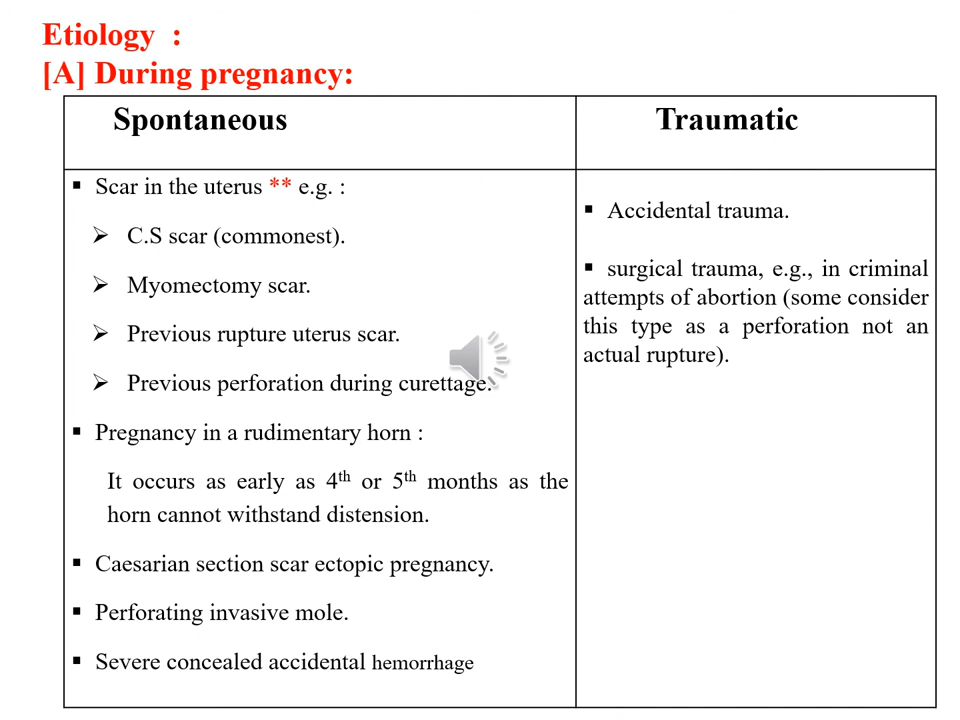 Etiology :
[A] During pregnancy:
Spontaneous
Traumatic
▪ Scar in the uterus ** e.g. :
➢ C.S scar (commonest).
➢ Myomectomy scar.
➢ Previous rupture uterus scar.
➢ Previous perforation during curettage.
▪ Pregnancy in a rudimentary horn :
It occurs as early as 4th or 5th months as the
horn cannot withstand distension.
▪ Caesarian section scar ectopic pregnancy.
▪ Perforating invasive mole.
▪ Severe concealed accidental hemorrhage
▪ Accidental trauma.
▪ surgical trauma, e.g., in criminal
attempts of abortion (some consider
this type as a perforation not an
actual rupture).